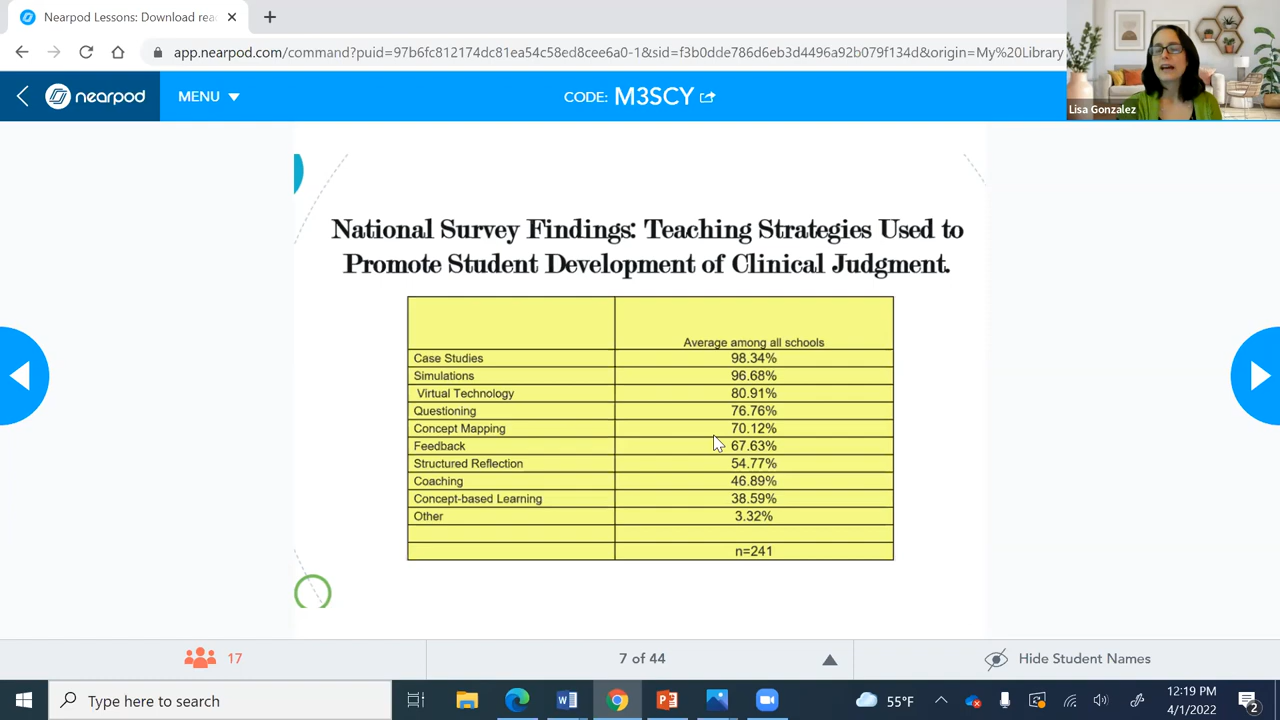 Nearpod Lessons: Download rea
app.nearpod.com/command?puid=97b6fc812174dc81ea54c58ed8cee6a0-1&sid=f3b0dde786d6eb3d4496a92b079f134d&origin=My%20Library
nearpod
MENU
CODE: M3SCY
Lisa Gonzalez
National Survey Findings: Teaching Strategies Used to
Promote Student Development of Clinical Judgment.
Average among all schools
Case Studies 98.34%
Simulations 96.68%
Virtual Technology 80.91%
Questioning 76.76%
Concept Mapping 70.12%
Feedback 67.63%
Structured Reflection 54.77%
Coaching 46.89%
Concept-based Learning 38.59%
Other 3.32%
n=241
17
7 of 44
Hide Student Names
Type here to search
55°F
12:19 PM
4/1/2022
2